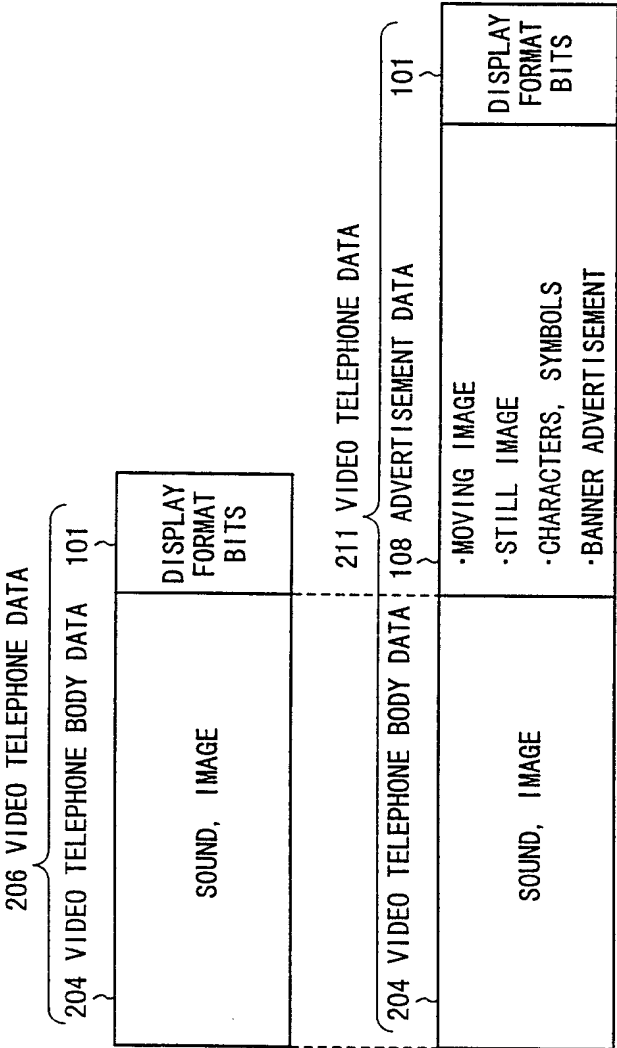 206 VIDEO TELEPHONE DATA
204 VIDEO TELEPHONE BODY DATA
101
SOUND, IMAGE
DISPLAY
FORMAT
BITS
211 VIDEO TELEPHONE DATA
204 VIDEO TELEPHONE BODY DATA
108 ADVERTISEMENT DATA
101
SOUND, IMAGE
·MOVING IMAGE
·STILL IMAGE
·CHARACTERS, SYMBOLS
·BANNER ADVERTISEMENT
DISPLAY
FORMAT
BITS